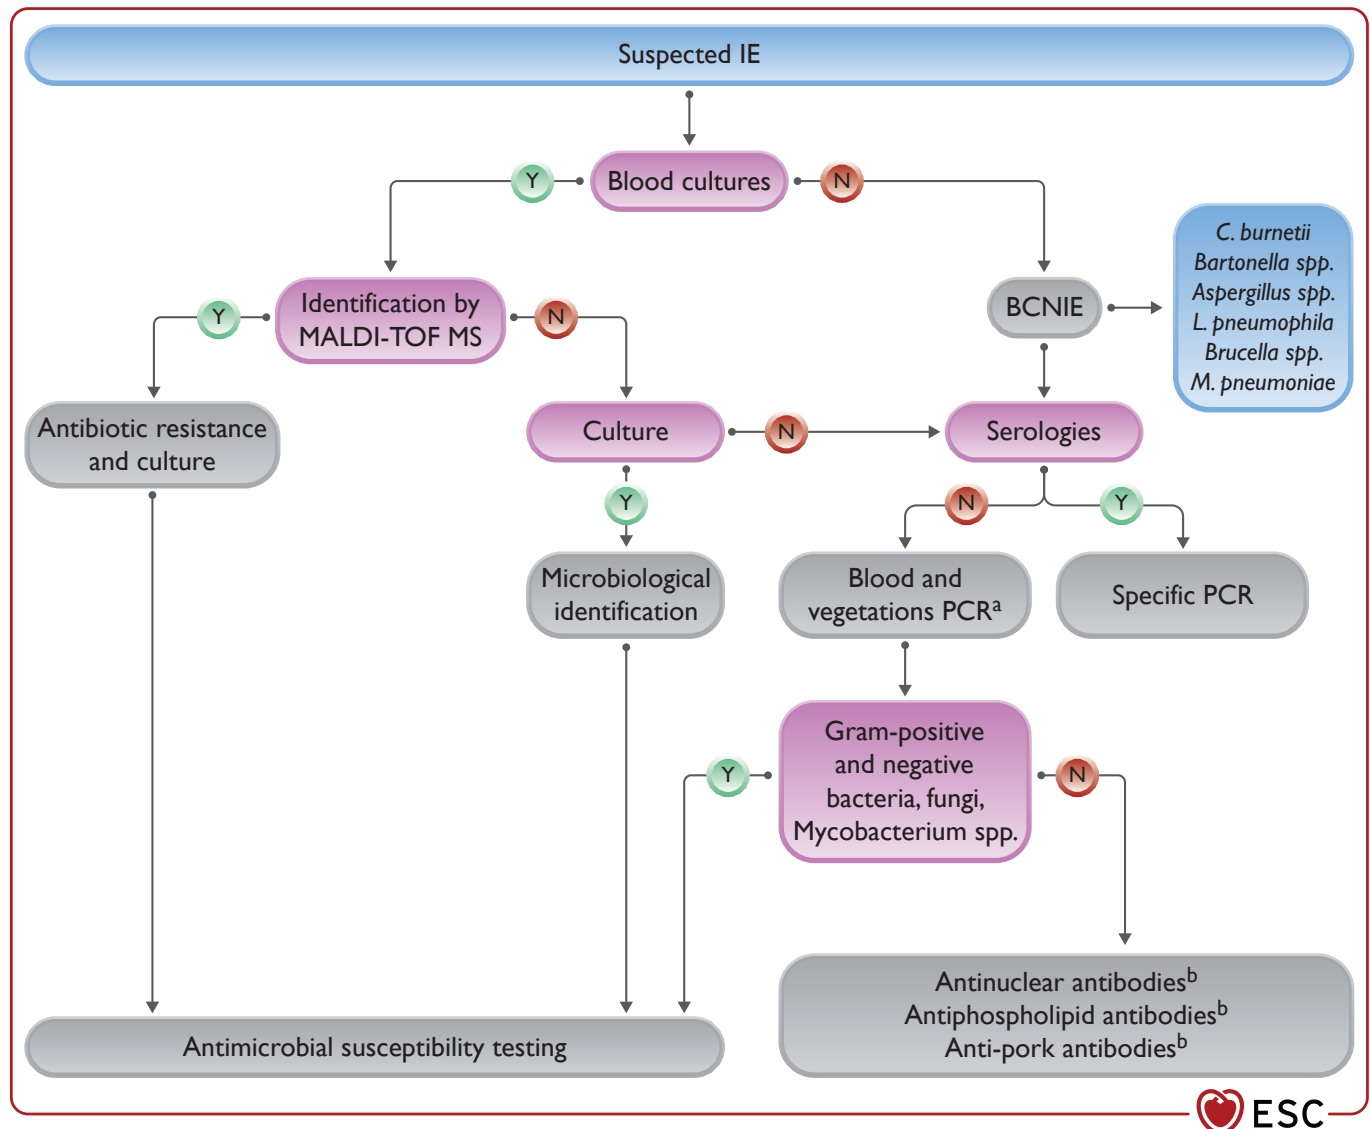 Suspected IE
Y
Blood cultures
N
C. burnetii
Bartonella spp.
Aspergillus spp.
L. pneumophila
Brucella spp.
M. pneumoniae
Y
Identification by
MALDI-TOF MS
N
BCNIE
Antibiotic resistance
and culture
Culture
N
Serologies
Y
N
Y
Microbiological
identification
Blood and
vegetations PCRᵃ
Specific PCR
Y
Gram-positive
and negative
bacteria, fungi,
Mycobacterium spp.
N
Antinuclear antibodiesᵇ
Antiphospholipid antibodiesᵇ
Anti-pork antibodiesᵇ
Antimicrobial susceptibility testing
ESC